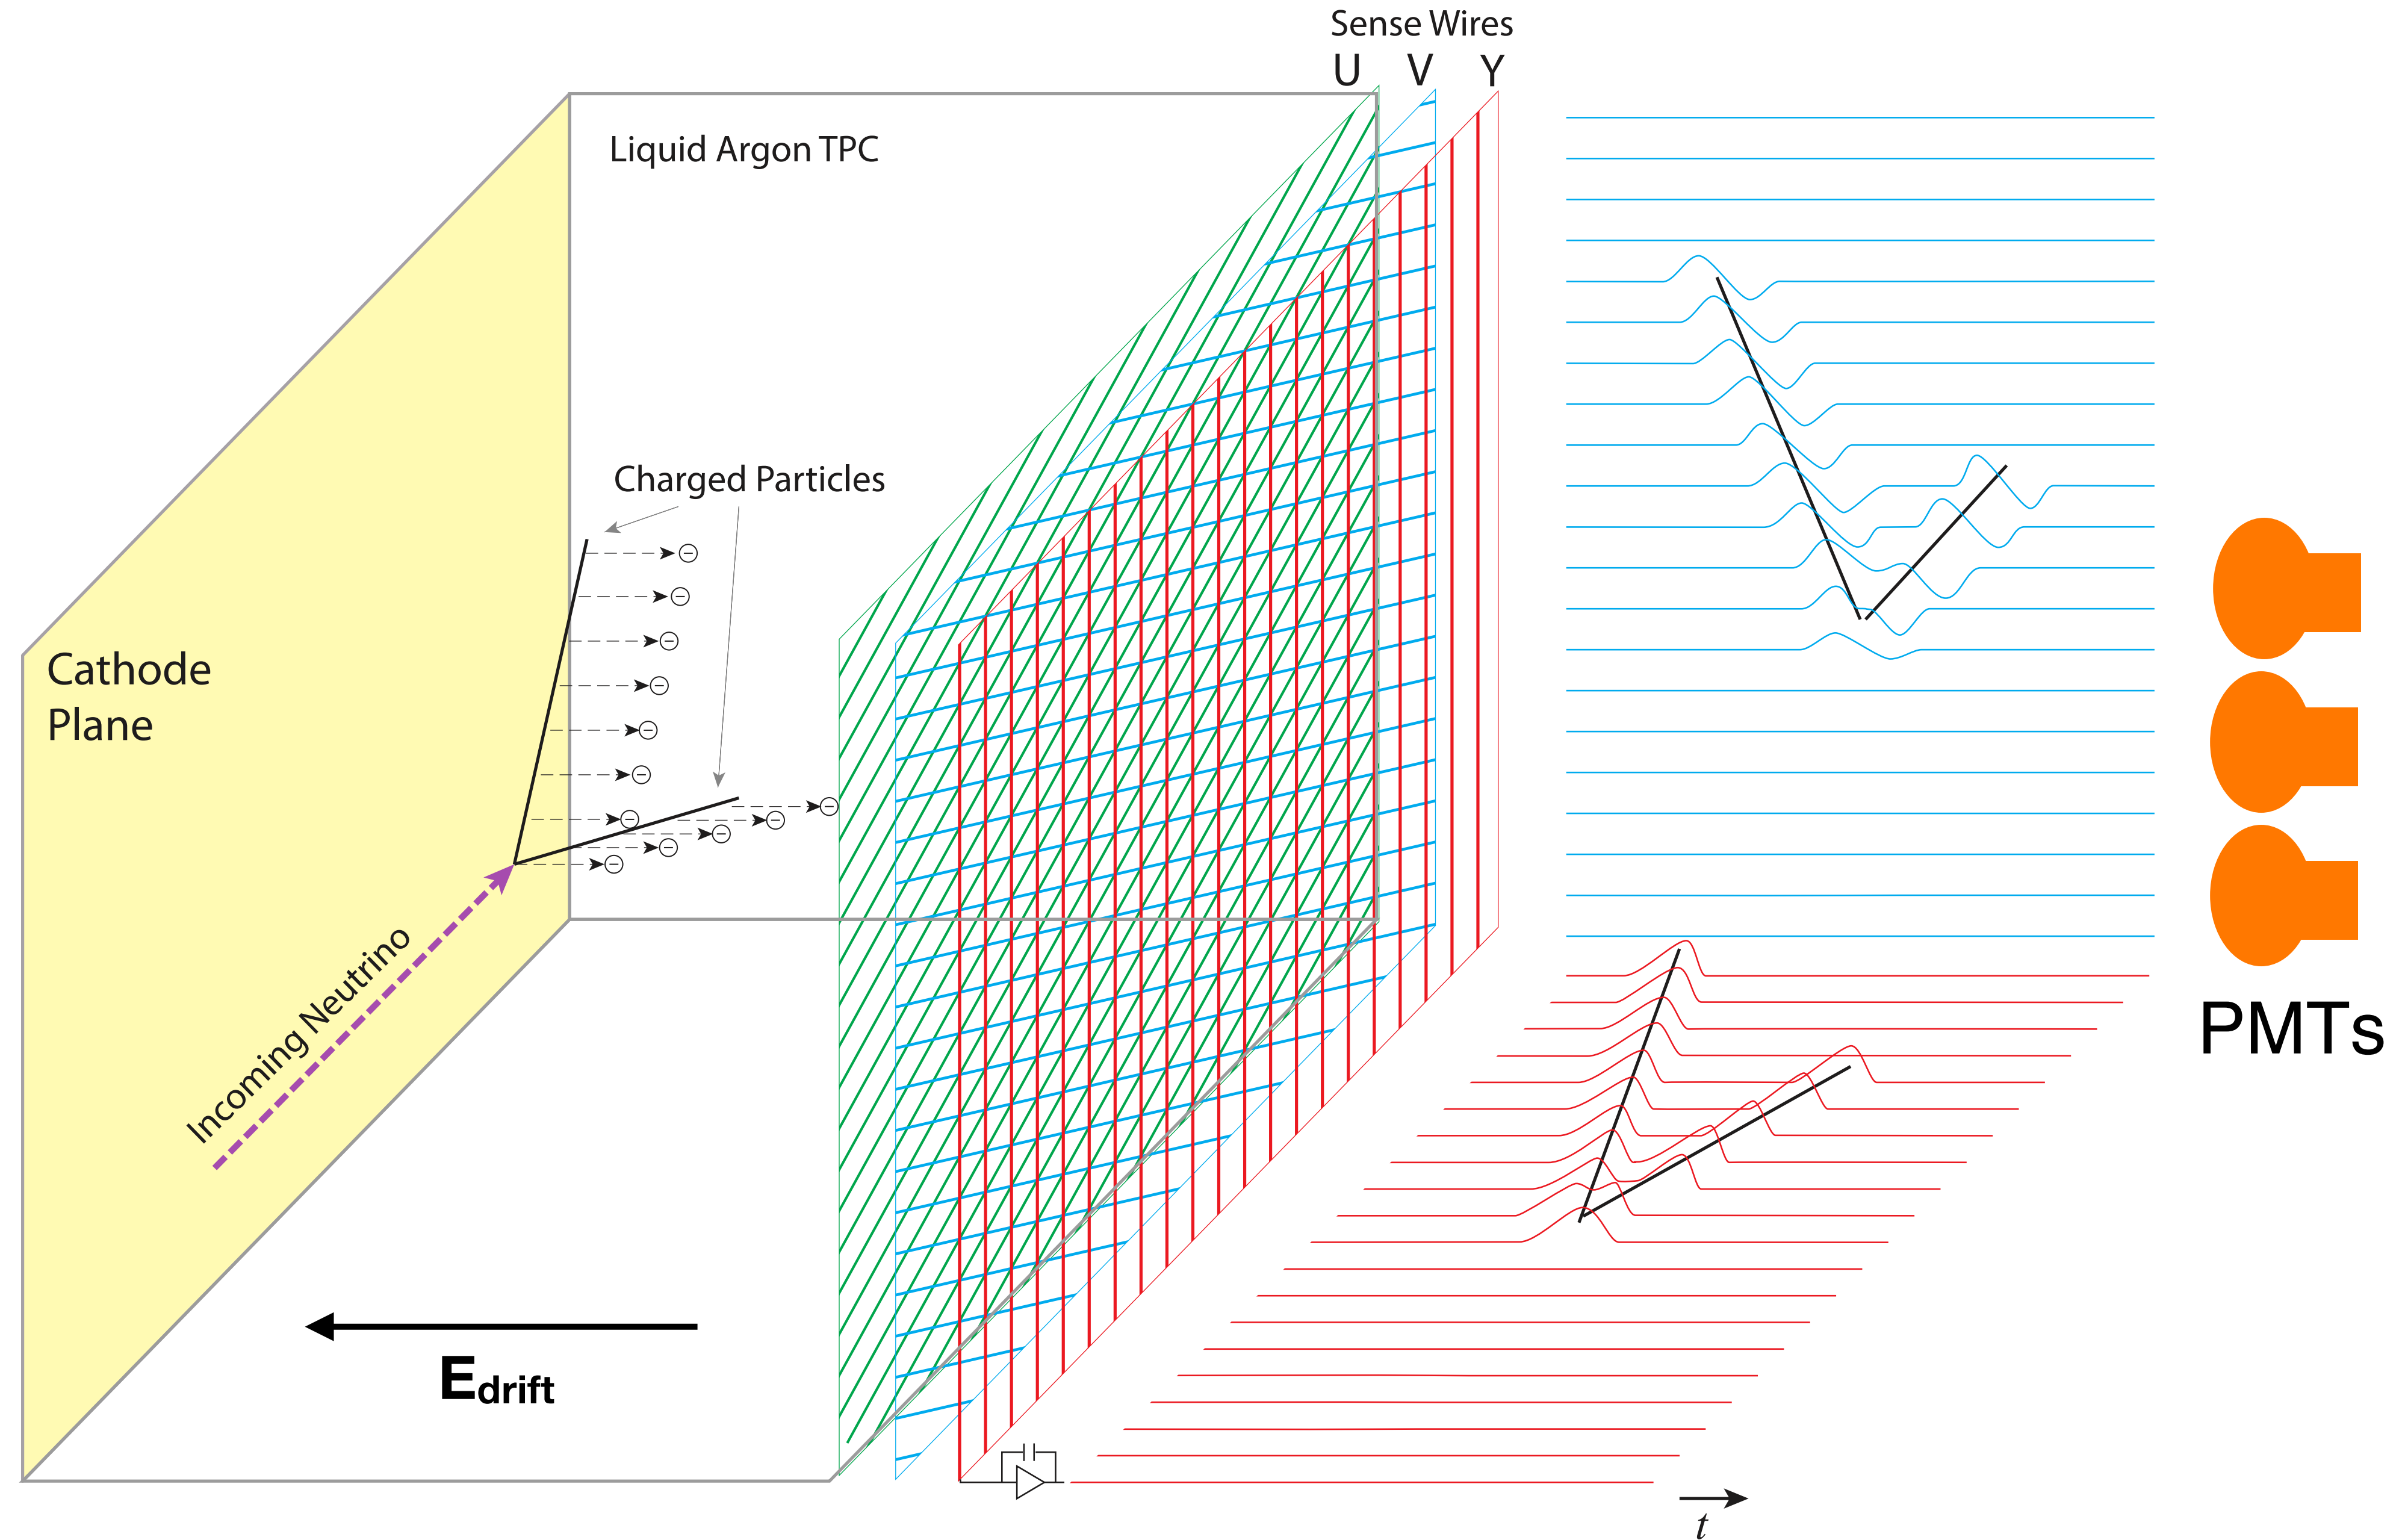 Sense Wires
U V Y
Liquid Argon TPC
Charged Particles
Cathode
Plane
Incoming Neutrino
Edrift
PMTs
t